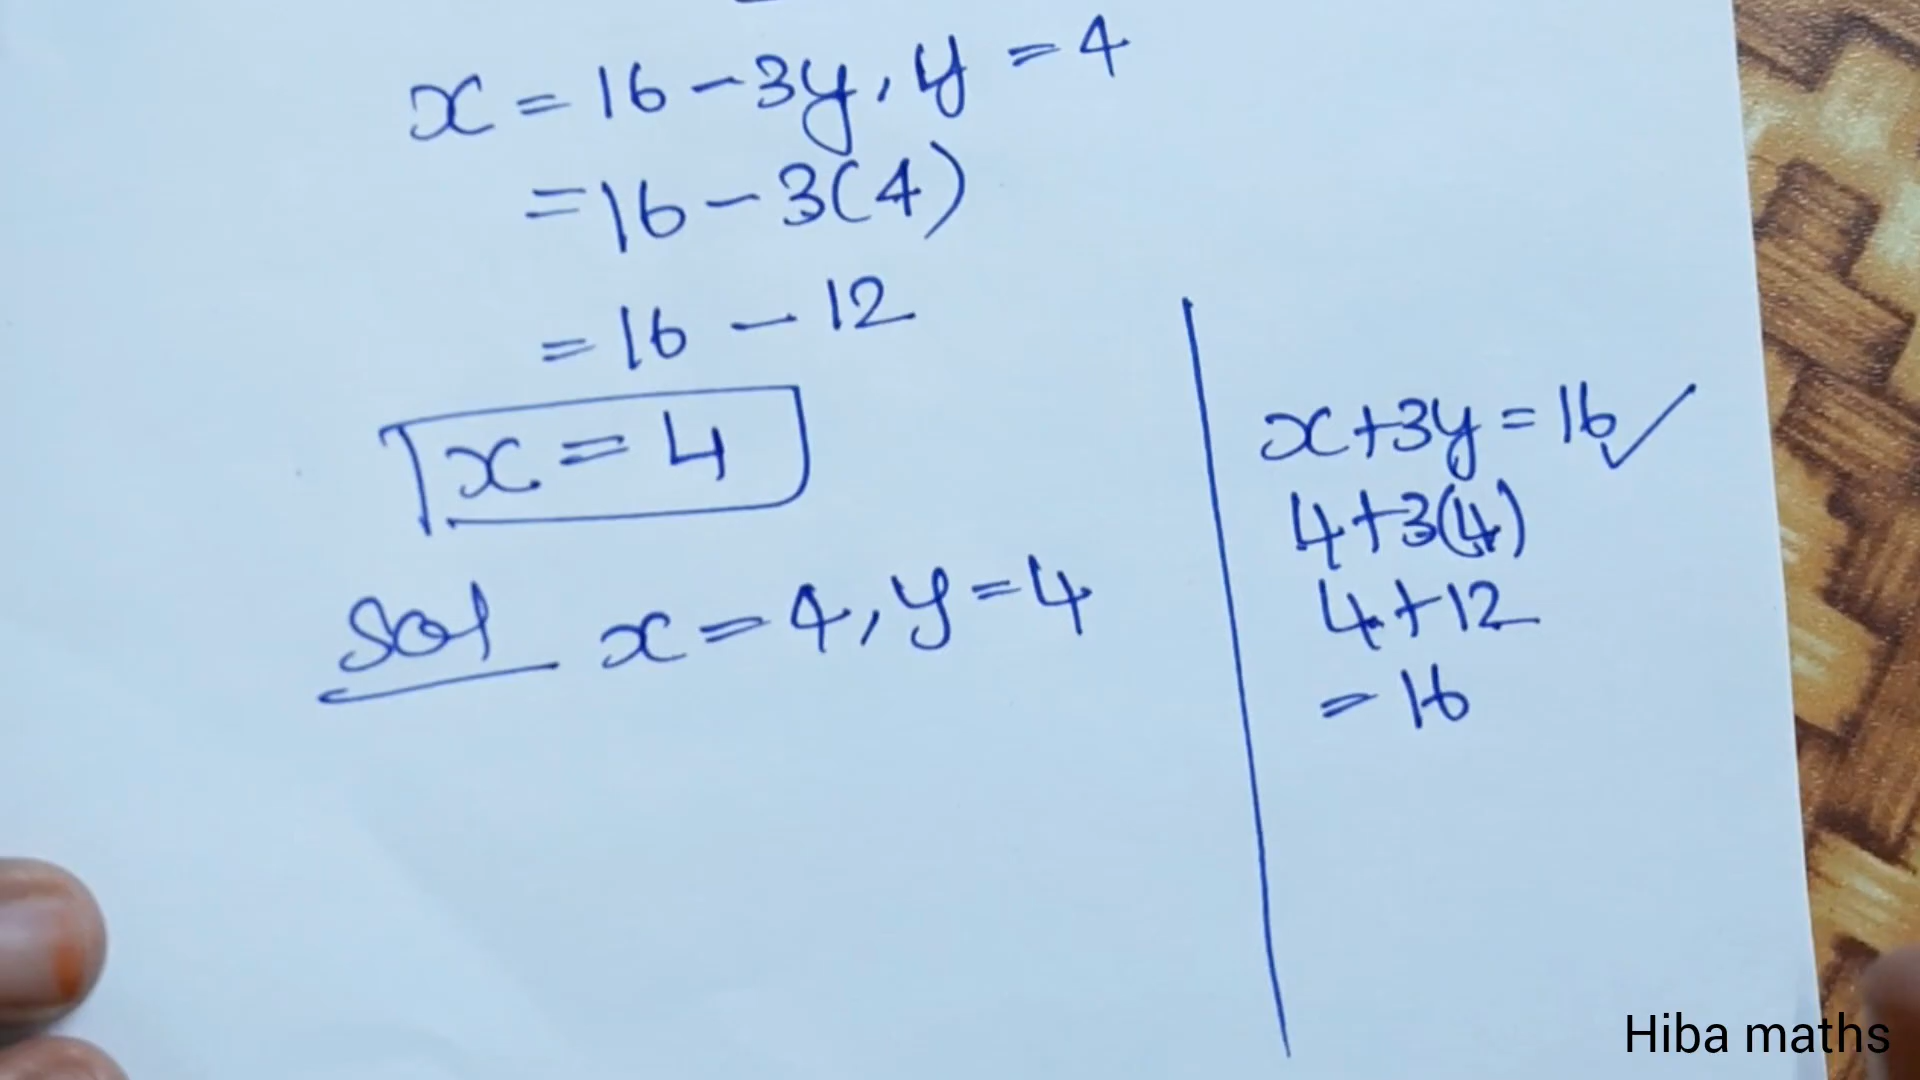 x = 16 - 3y, y = 4
= 16 - 3(4)
= 16 - 12
x = 4
Sol x = 4, y = 4
x + 3y = 16 ✓
4 + 3(4)
4 + 12
= 16
Hiba maths